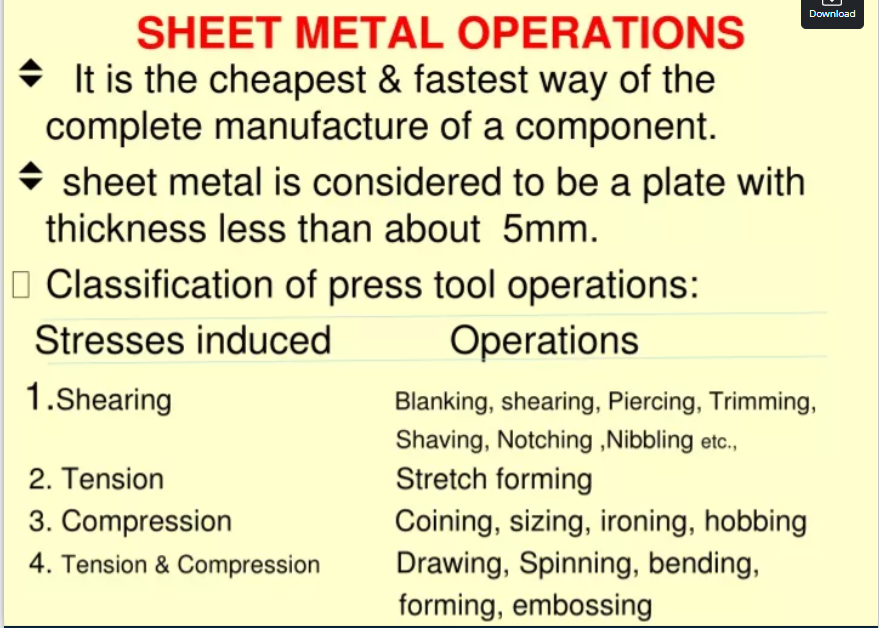 Download
SHEET METAL OPERATIONS
It is the cheapest & fastest way of the
complete manufacture of a component.
sheet metal is considered to be a plate with
thickness less than about 5mm.
Classification of press tool operations:
Stresses induced Operations
1.Shearing Blanking, shearing, Piercing, Trimming,
Shaving, Notching ,Nibbling etc.,
2. Tension Stretch forming
3. Compression Coining, sizing, ironing, hobbing
4. Tension & Compression Drawing, Spinning, bending,
forming, embossing